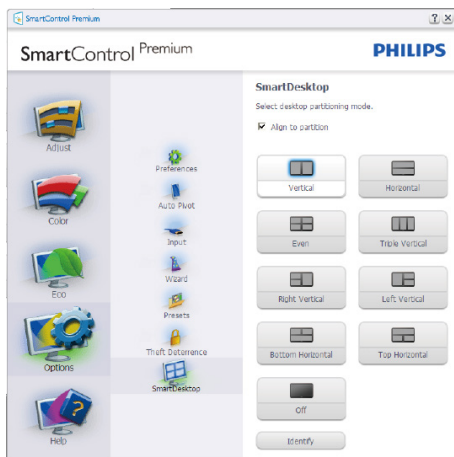 SmartControl Premium
SmartControl Premium
PHILIPS
Adjust
Color
Eco
Options
Help
Preferences
Auto Pivot
Input
Wizard
Presets
Theft Deterrence
SmartDesktop
SmartDesktop
Select desktop partitioning mode.
Align to partition
Vertical
Horizontal
Even
Triple Vertical
Right Vertical
Left Vertical
Bottom Horizontal
Top Horizontal
Off
Identify